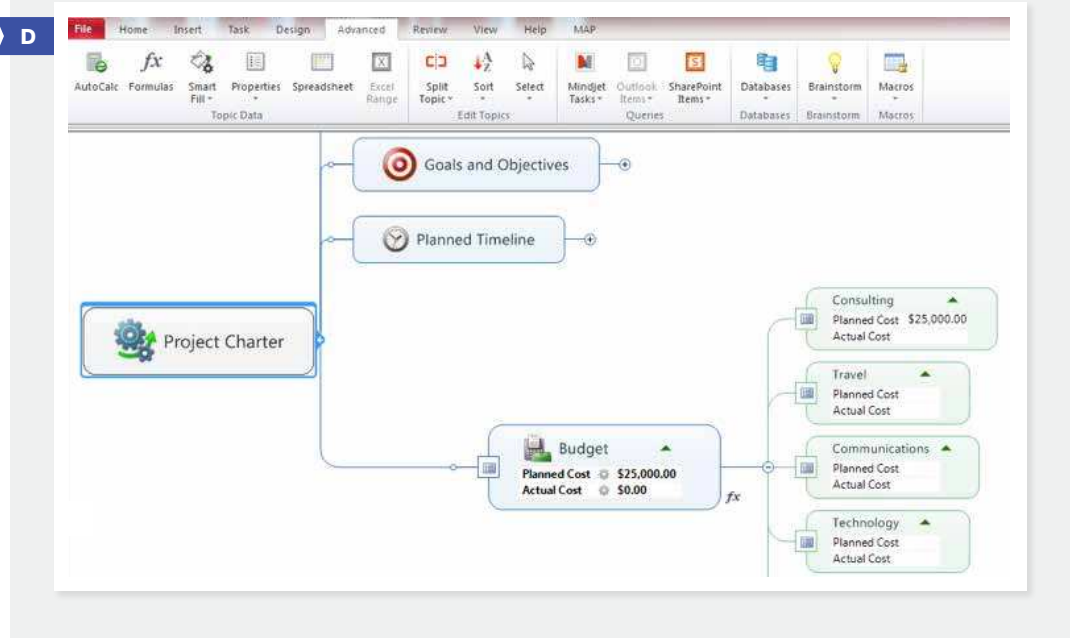 D
File Home Insert Task Design Advanced Review View Help MAP
AutoCalc Formulas Smart Fill Properties Spreadsheet Excel Range Split Topic Sort Select Mindjet Tasks Outlook Items SharePoint Items Databases Brainstorm Macros
Topic Data Edit Topics Queries Databases Brainstorm Macros
Goals and Objectives
Planned Timeline
Project Charter
Consulting
Planned Cost $25,000.00
Actual Cost
Travel
Planned Cost
Actual Cost
Budget
Planned Cost $25,000.00
Actual Cost $0.00
fx
Communications
Planned Cost
Actual Cost
Technology
Planned Cost
Actual Cost